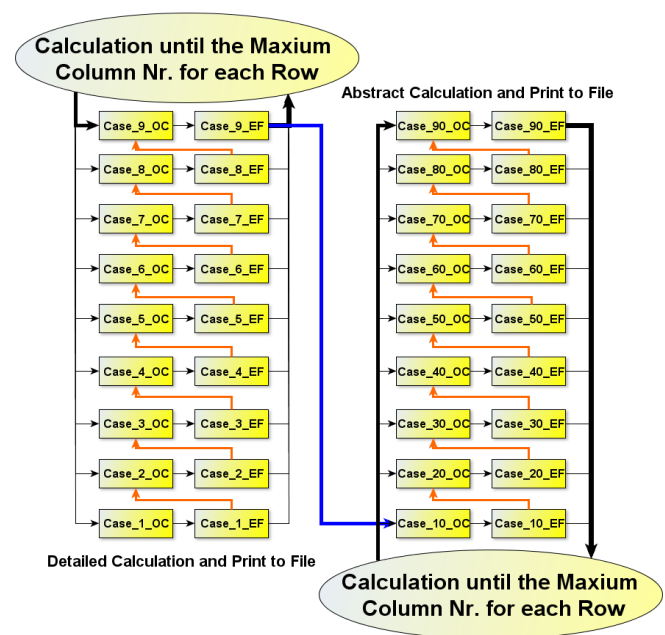 Calculation until the Maxium
Column Nr. for each Row
Abstract Calculation and Print to File
Case_9_OC Case_9_EF
Case_90_OC Case_90_EF
Case_8_OC Case_8_EF
Case_80_OC Case_80_EF
Case_7_OC Case_7_EF
Case_70_OC Case_70_EF
Case_6_OC Case_6_EF
Case_60_OC Case_60_EF
Case_5_OC Case_5_EF
Case_50_OC Case_50_EF
Case_4_OC Case_4_EF
Case_40_OC Case_40_EF
Case_3_OC Case_3_EF
Case_30_OC Case_30_EF
Case_2_OC Case_2_EF
Case_20_OC Case_20_EF
Case_1_OC Case_1_EF
Case_10_OC Case_10_EF
Detailed Calculation and Print to File
Calculation until the Maxium
Column Nr. for each Row